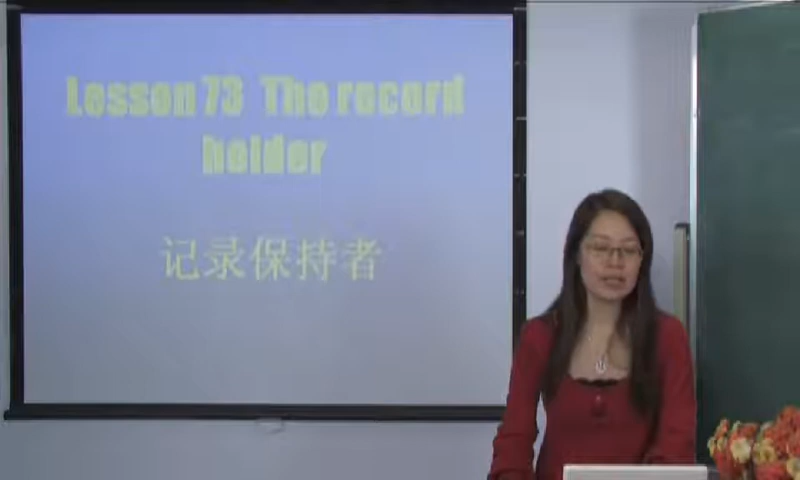 Lesson 73 The record
holder
记录保持者